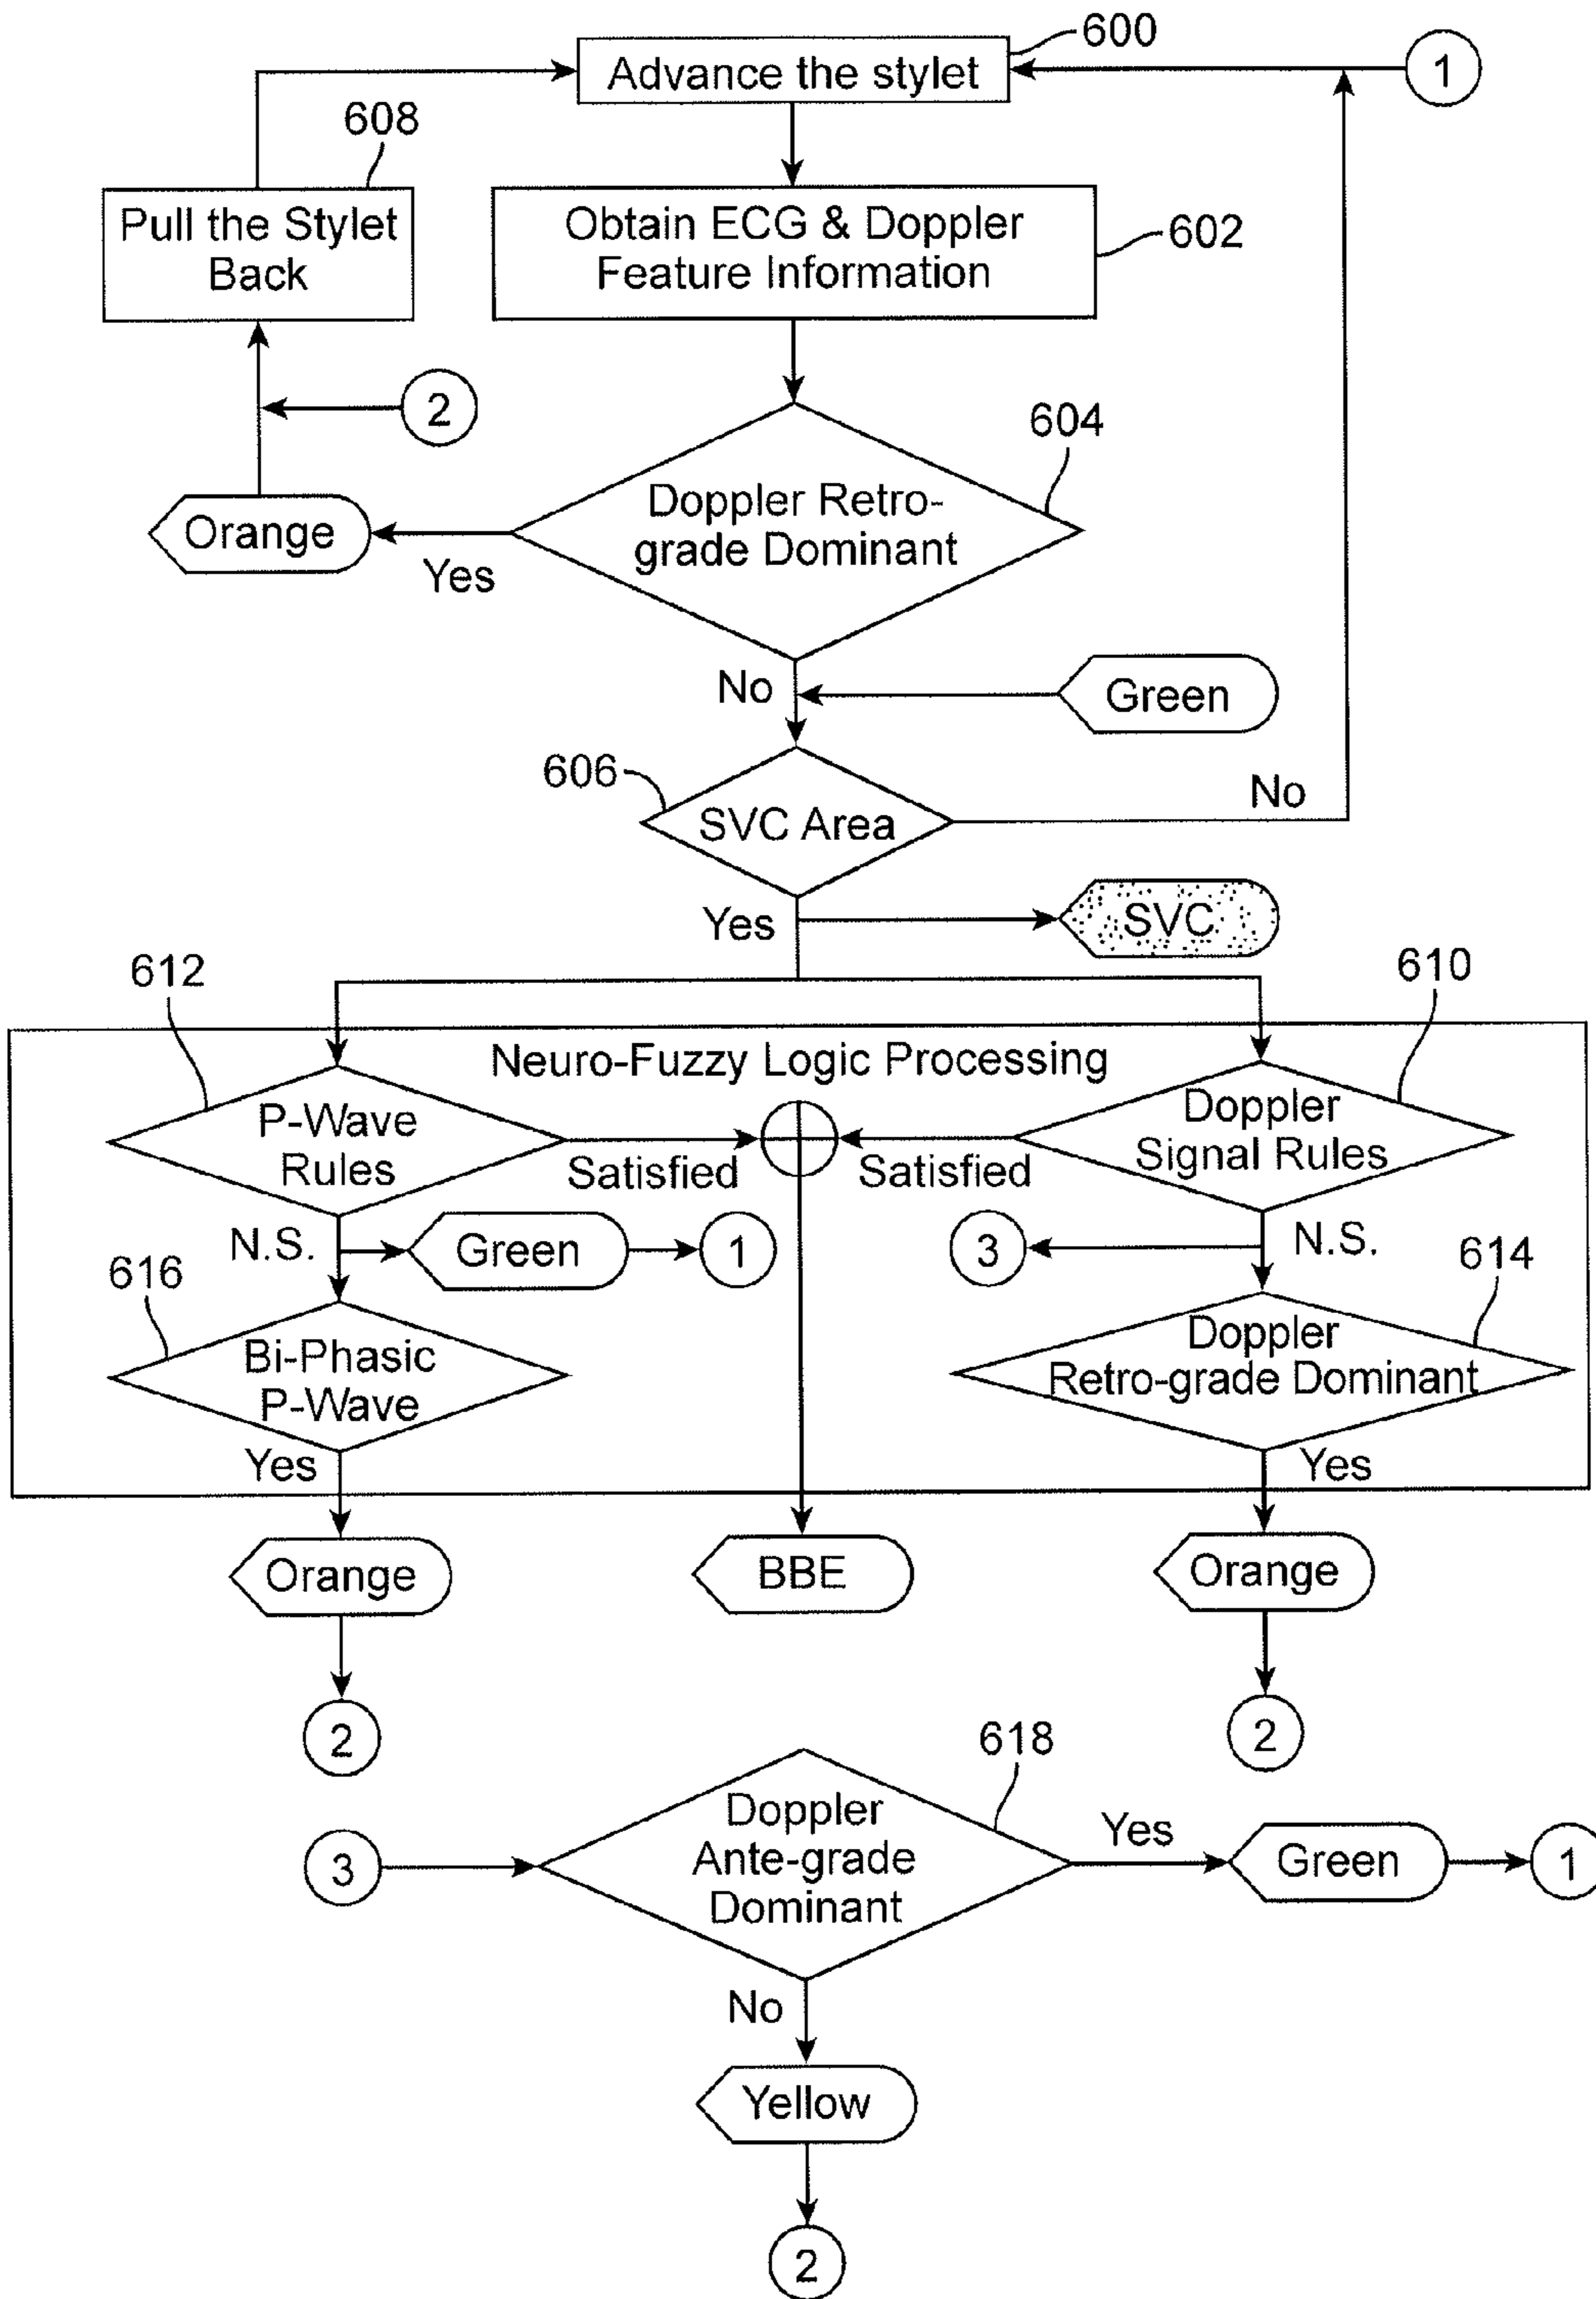 600
Advance the stylet
1
608
Pull the Stylet
Back
Obtain ECG & Doppler
Feature Information
602
2
604
Doppler Retro-
grade Dominant
Orange
Yes
No
Green
606
SVC Area
No
Yes
SVC
612
610
Neuro-Fuzzy Logic Processing
P-Wave
Rules
Satisfied
Satisfied
Doppler
Signal Rules
N.S.
Green
1
3
N.S.
616
614
Bi-Phasic
P-Wave
Doppler
Retro-grade Dominant
Yes
Yes
Orange
BBE
Orange
2
2
618
3
Doppler
Ante-grade
Dominant
Yes
Green
1
No
Yellow
2